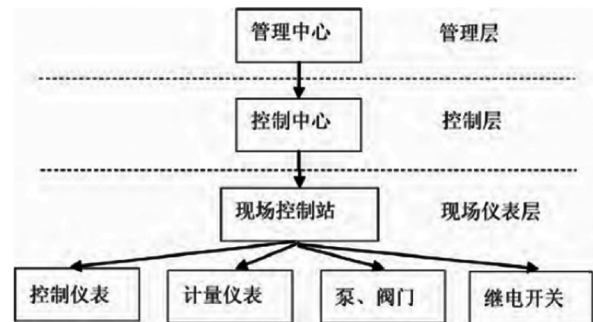 管理中心
管理层
控制中心
控制层
现场控制站
现场仪表层
控制仪表
计量仪表
泵、阀门
继电开关